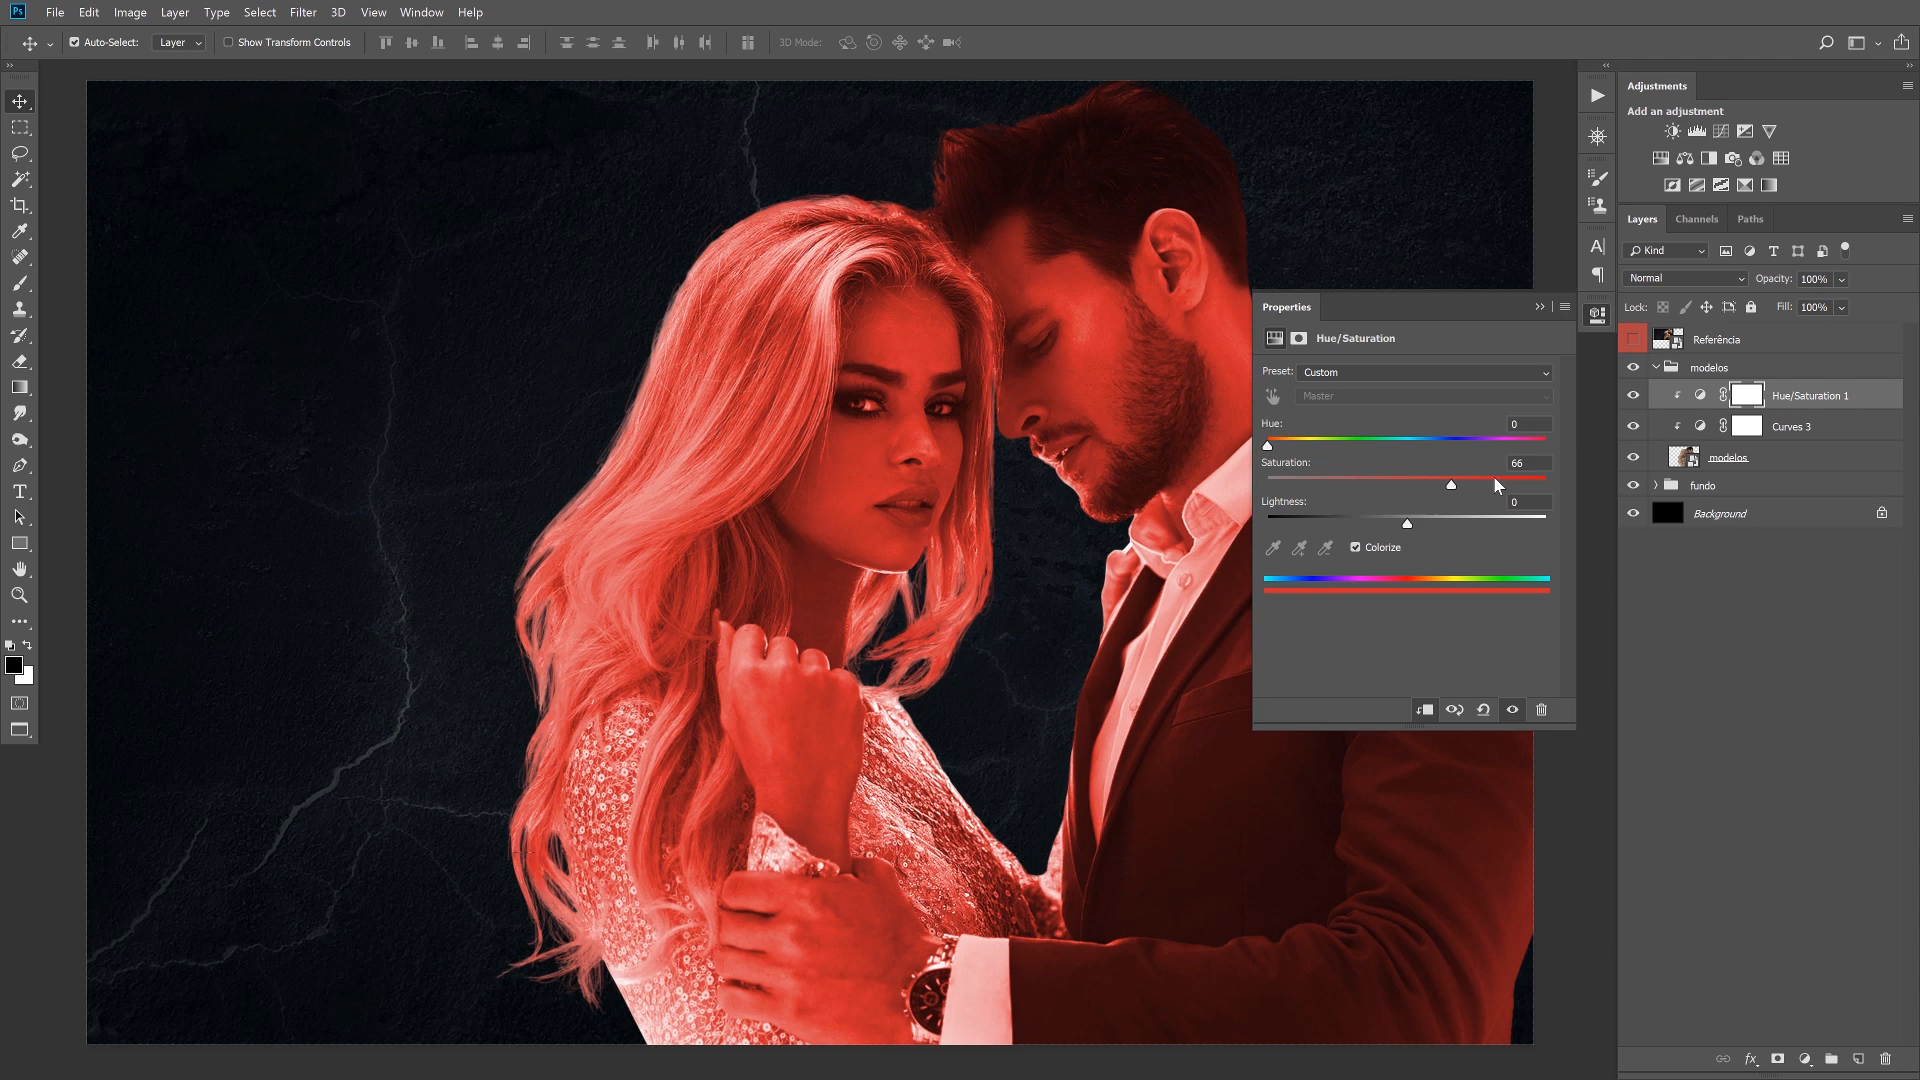 Ps File Edit Image Layer Type Select Filter 3D View Window Help
Auto-Select: Layer Show Transform Controls 3D Mode:
Adjustments
Add an adjustment
Layers Channels Paths
Kind
Normal Opacity: 100%
Lock: Fill: 100%
Referência
modelos
Hue/Saturation 1
Curves 3
modelos
fundo
Background
Properties
Hue/Saturation
Preset: Custom
Master
Hue: 0
Saturation: 66
Lightness: 0
Colorize